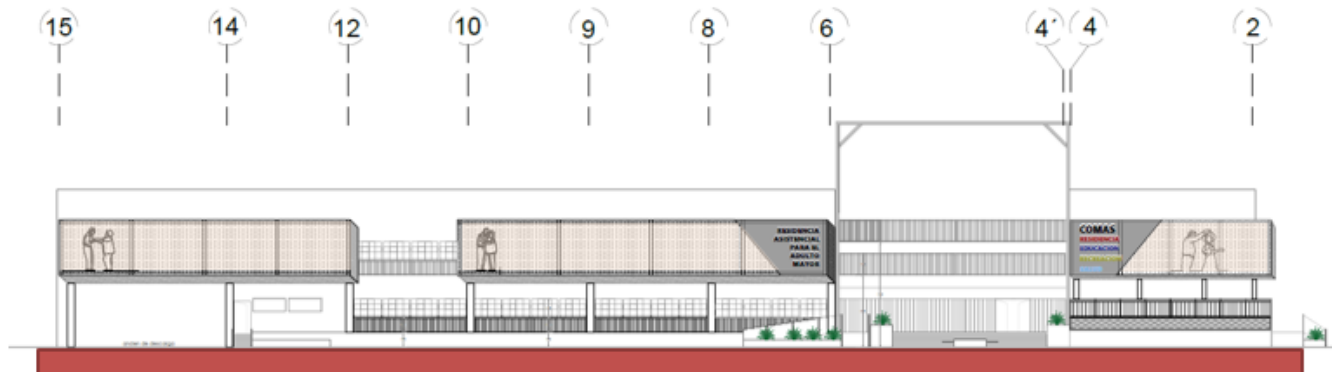 15 14 12 10 9 8 6 4´ 4 2
RESIDENCIA
ASISTENCIAL
PARA EL
ADULTO
MAYOR
COMAS
RESIDENCIA
EDUCACION
RECREACION